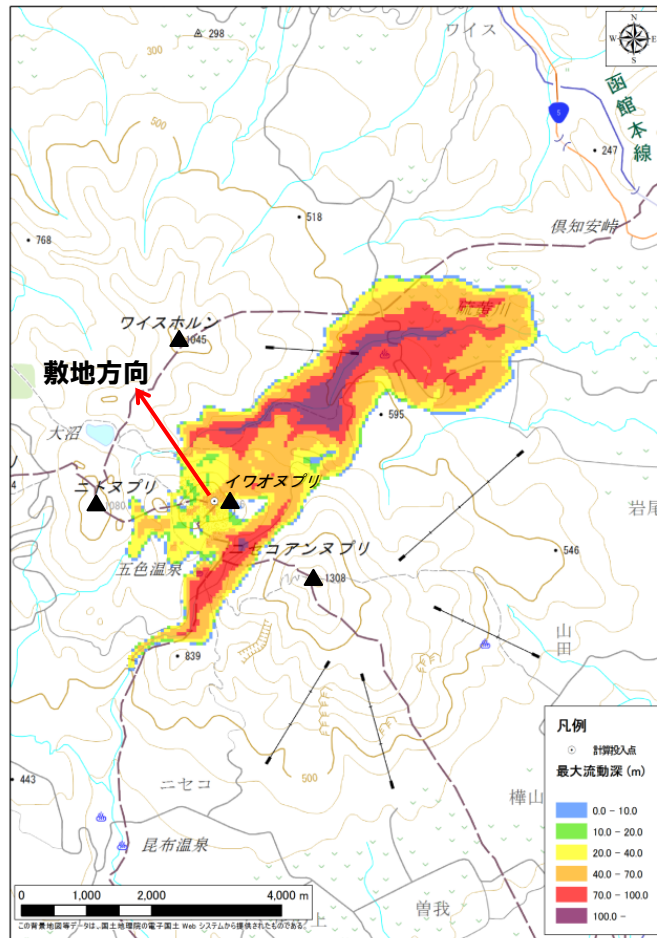 ワイス
N
W
E
S
298
300
函館本線
5
500
247
518
倶知安峠
768
ワイスホルン
1045
敷地方向
595
大沼
イワオヌプリ
ニトヌプリ
1080
岩尾
ニセコアンヌプリ
546
五色温泉
1308
山田
839
凡例
計算投入点
最大流動深 (m)
500
443
ニセコ
樺山
0.0 - 10.0
10.0 - 20.0
昆布温泉
20.0 - 40.0
40.0 - 70.0
70.0 - 100.0
100.0 -
0 1,000 2,000 4,000 m
曽我
上
この背景地図等データは、国土地理院の電子国土 Web システムから提供されたものである。